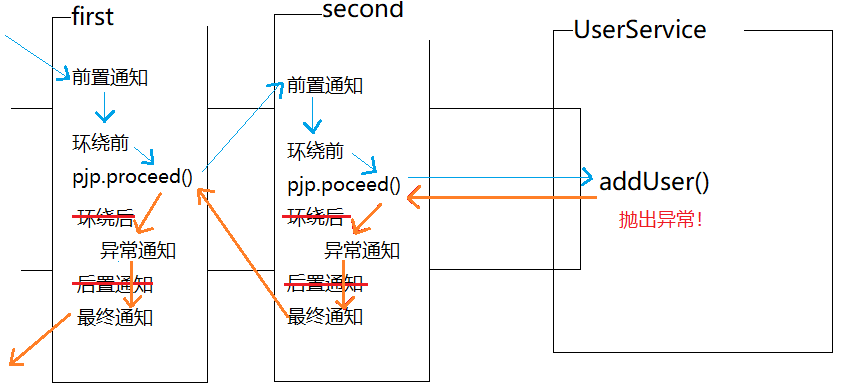 first
前置通知
环绕前
pjp.proceed()
环绕后
异常通知
后置通知
最终通知
second
前置通知
环绕前
pjp.poceed()
环绕后
异常通知
后置通知
最终通知
UserService
addUser()
抛出异常！